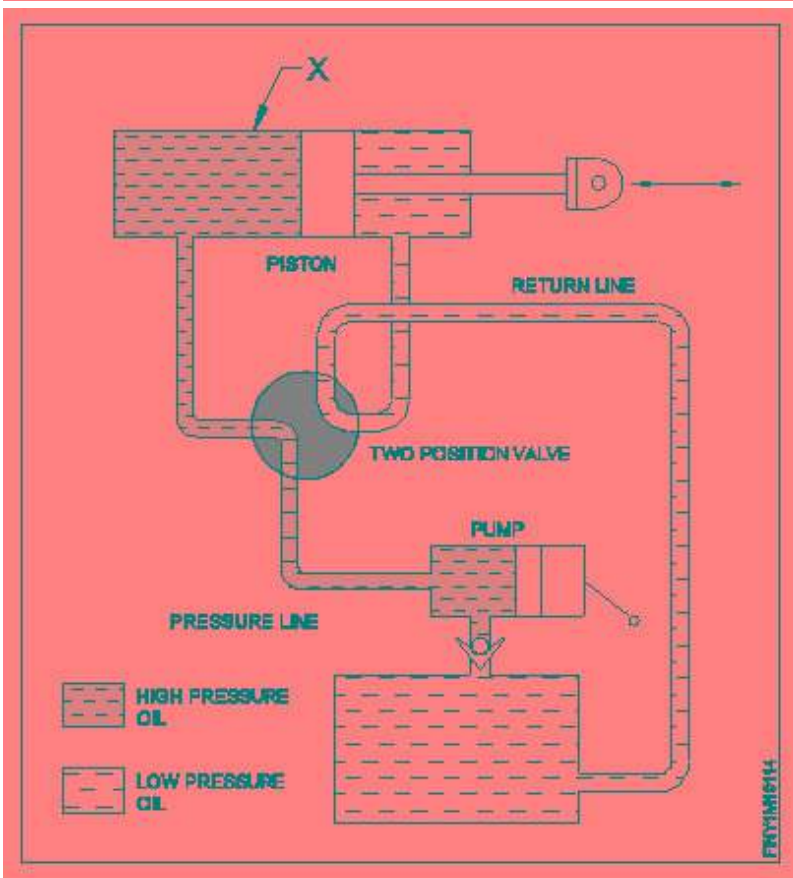 X
PISTON
RETURN LINE
TWO POSITION VALVE
PUMP
PRESSURE LINE
HIGH PRESSURE
OIL
LOW PRESSURE
OIL